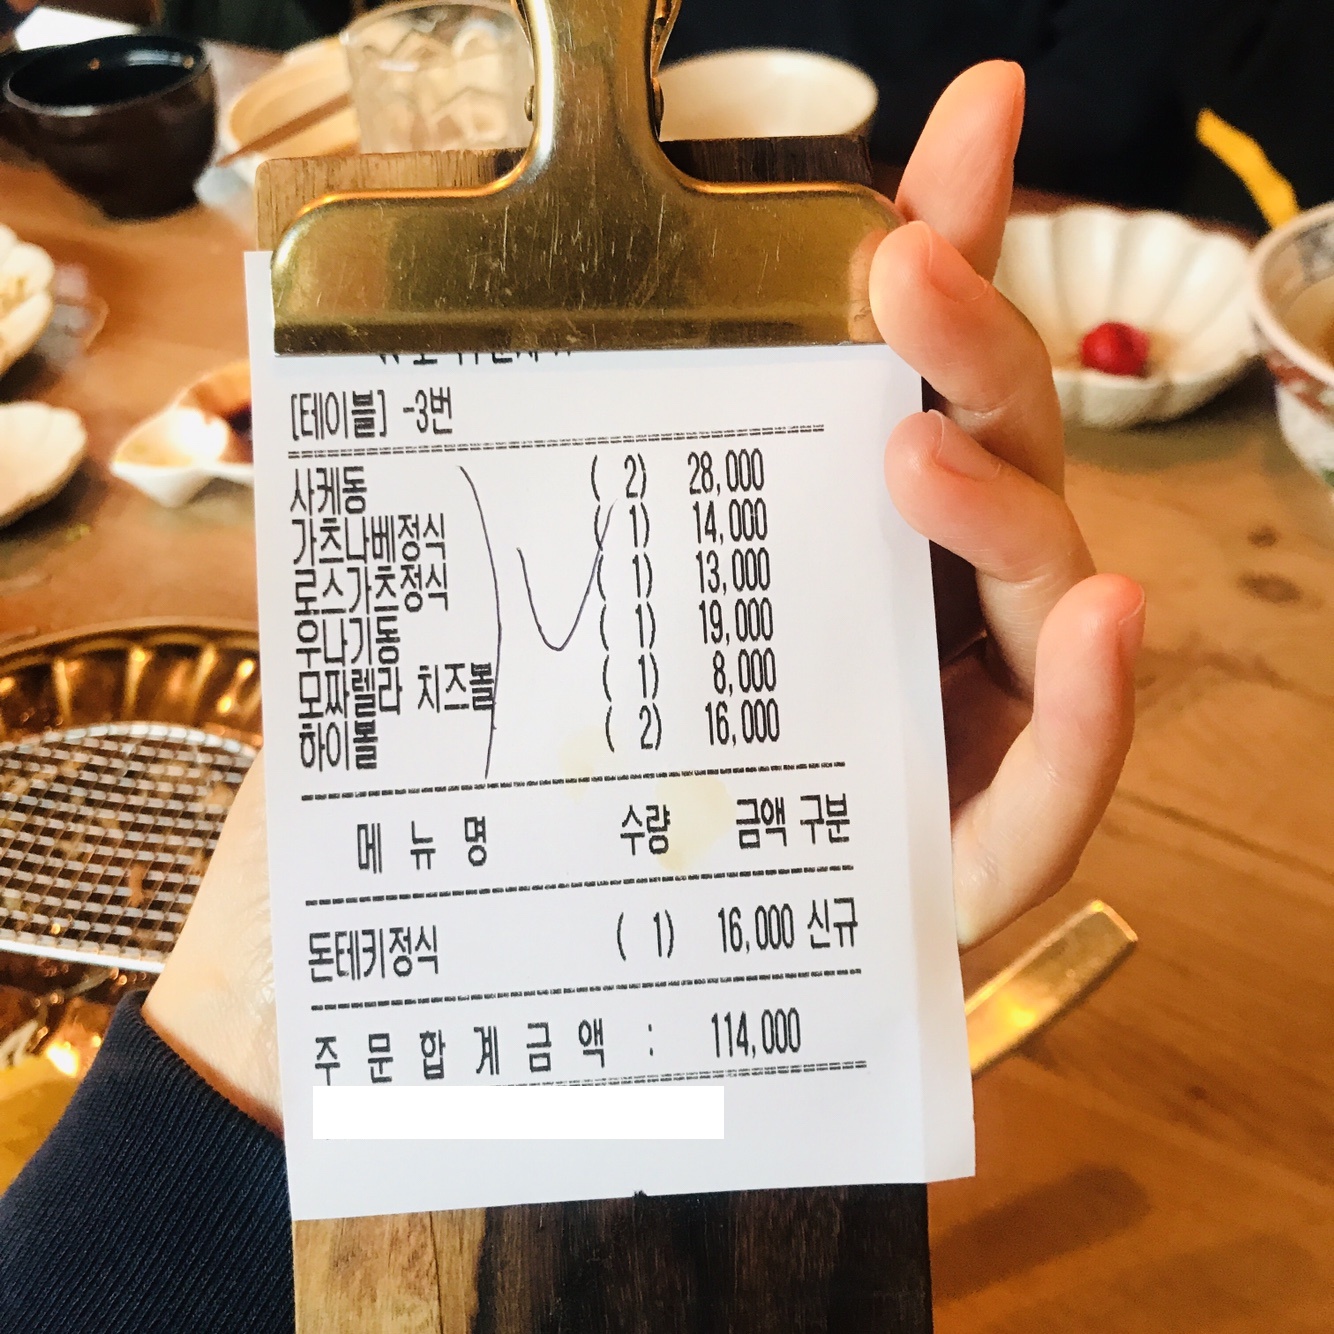 [테이블] -3번
사케동 ( 2) 28,000
가츠나베정식 ( 1) 14,000
로스가츠정식 ( 1) 13,000
우나기동 ( 1) 19,000
모짜렐라 치즈볼 ( 1) 8,000
하이볼 ( 2) 16,000
메 뉴 명 수량 금액 구분
돈테키정식 ( 1) 16,000 신규
주 문 합 계 금 액 : 114,000